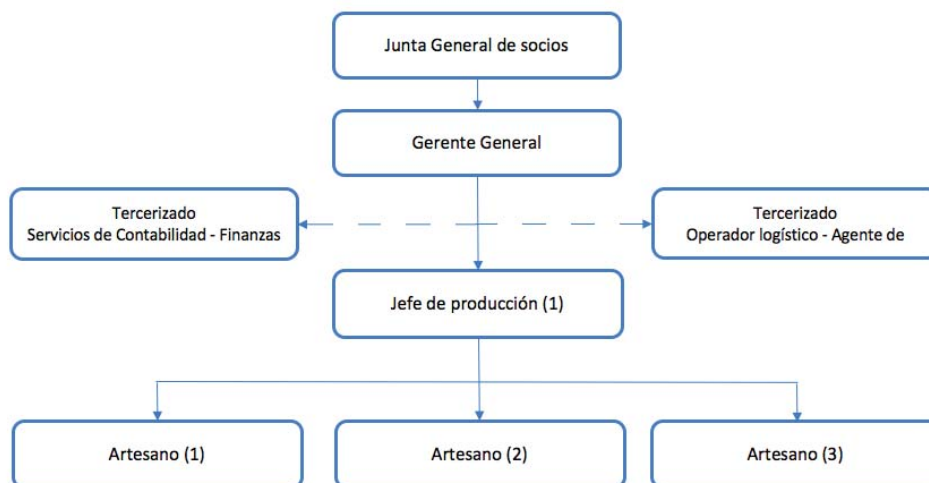 Junta General de socios
Gerente General
Tercerizado
Servicios de Contabilidad - Finanzas
Tercerizado
Operador logístico - Agente de
Jefe de producción (1)
Artesano (1)
Artesano (2)
Artesano (3)